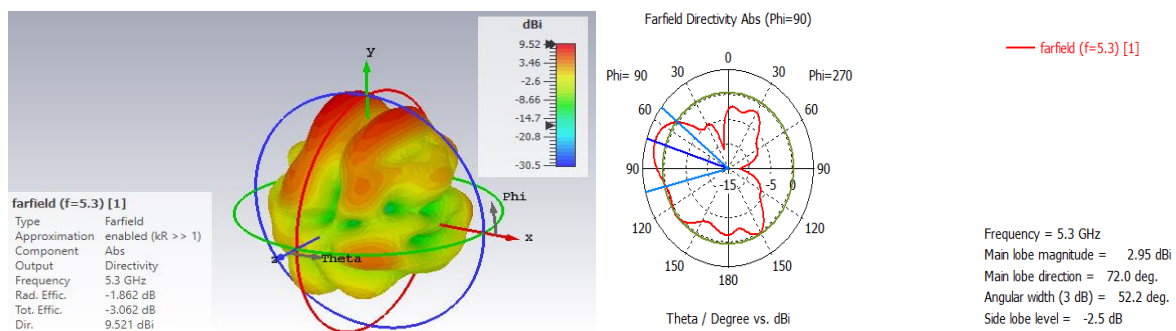 dBi
9.52
3.46
-2.6
-8.66
-14.7
-20.8
-30.5
y
Phi
x
z
Theta
farfield (f=5.3) [1]
Type Farfield
Approximation enabled (kR >> 1)
Component Abs
Output Directivity
Frequency 5.3 GHz
Rad. Effic. -1.862 dB
Tot. Effic. -3.062 dB
Dir. 9.521 dBi
Farfield Directivity Abs (Phi=90)
0
30 30
Phi= 90 Phi=270
60 60
90 -15 -5 0 90
120 120
150 150
180
Theta / Degree vs. dBi
farfield (f=5.3) [1]
Frequency = 5.3 GHz
Main lobe magnitude = 2.95 dBi
Main lobe direction = 72.0 deg.
Angular width (3 dB) = 52.2 deg.
Side lobe level = -2.5 dB